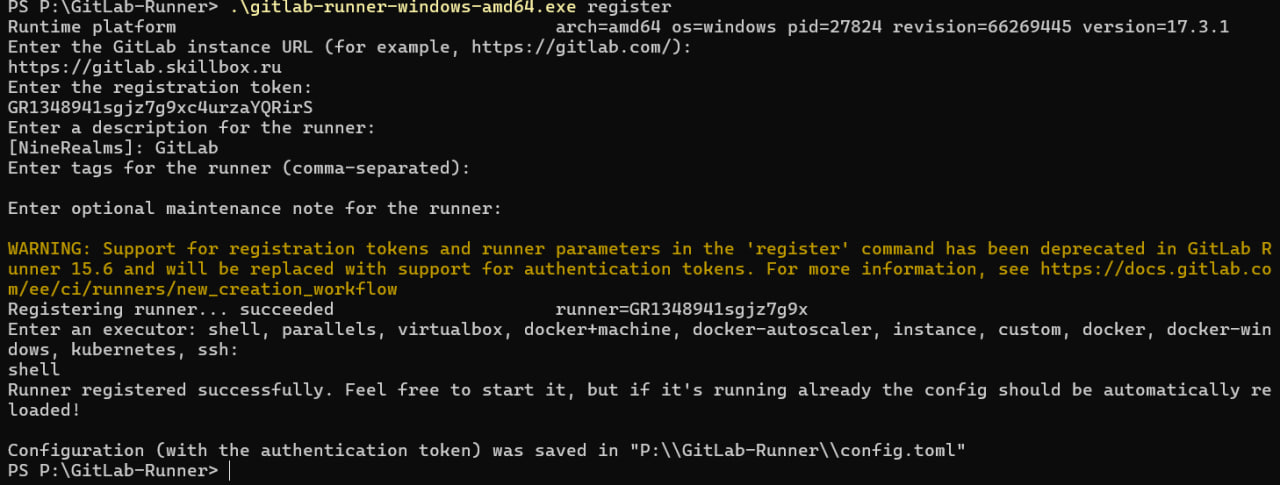 PS P:\GitLab-Runner> .\gitlab-runner-windows-amd64.exe register
Runtime platform                                    arch=amd64 os=windows pid=27824 revision=66269445 version=17.3.1
Enter the GitLab instance URL (for example, https://gitlab.com/):
https://gitlab.skillbox.ru
Enter the registration token:
GR1348941sgjz7g9xc4urzaYQRirS
Enter a description for the runner:
[NineRealms]: GitLab
Enter tags for the runner (comma-separated):
Enter optional maintenance note for the runner:
WARNING: Support for registration tokens and runner parameters in the 'register' command has been deprecated in GitLab R
unner 15.6 and will be replaced with support for authentication tokens. For more information, see https://docs.gitlab.co
m/ee/ci/runners/new_creation_workflow
Registering runner... succeeded                     runner=GR1348941sgjz7g9x
Enter an executor: shell, parallels, virtualbox, docker+machine, docker-autoscaler, instance, custom, docker, docker-win
dows, kubernetes, ssh:
shell
Runner registered successfully. Feel free to start it, but if it's running already the config should be automatically re
loaded!
Configuration (with the authentication token) was saved in "P:\\GitLab-Runner\\config.toml"
PS P:\GitLab-Runner>